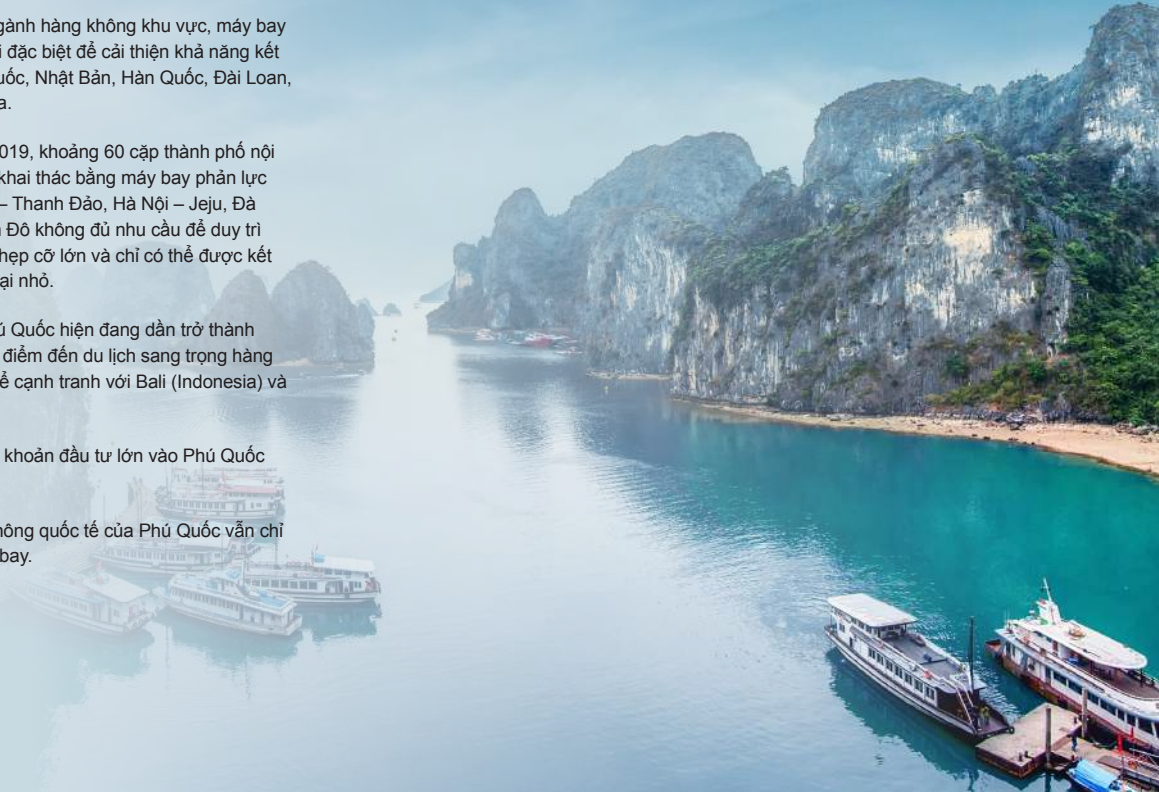 gành hàng không khu vực, máy bay
i đặc biệt để cải thiện khả năng kết
uốc, Nhật Bản, Hàn Quốc, Đài Loan,
a.
019, khoảng 60 cặp thành phố nội
khai thác bằng máy bay phản lực
– Thanh Đảo, Hà Nội – Jeju, Đà
n Đô không đủ nhu cầu để duy trì
hẹp cỡ lớn và chỉ có thể được kết
ại nhỏ.
ú Quốc hiện đang dần trở thành
điểm đến du lịch sang trọng hàng
ể cạnh tranh với Bali (Indonesia) và
khoản đầu tư lớn vào Phú Quốc
hông quốc tế của Phú Quốc vẫn chỉ
bay.